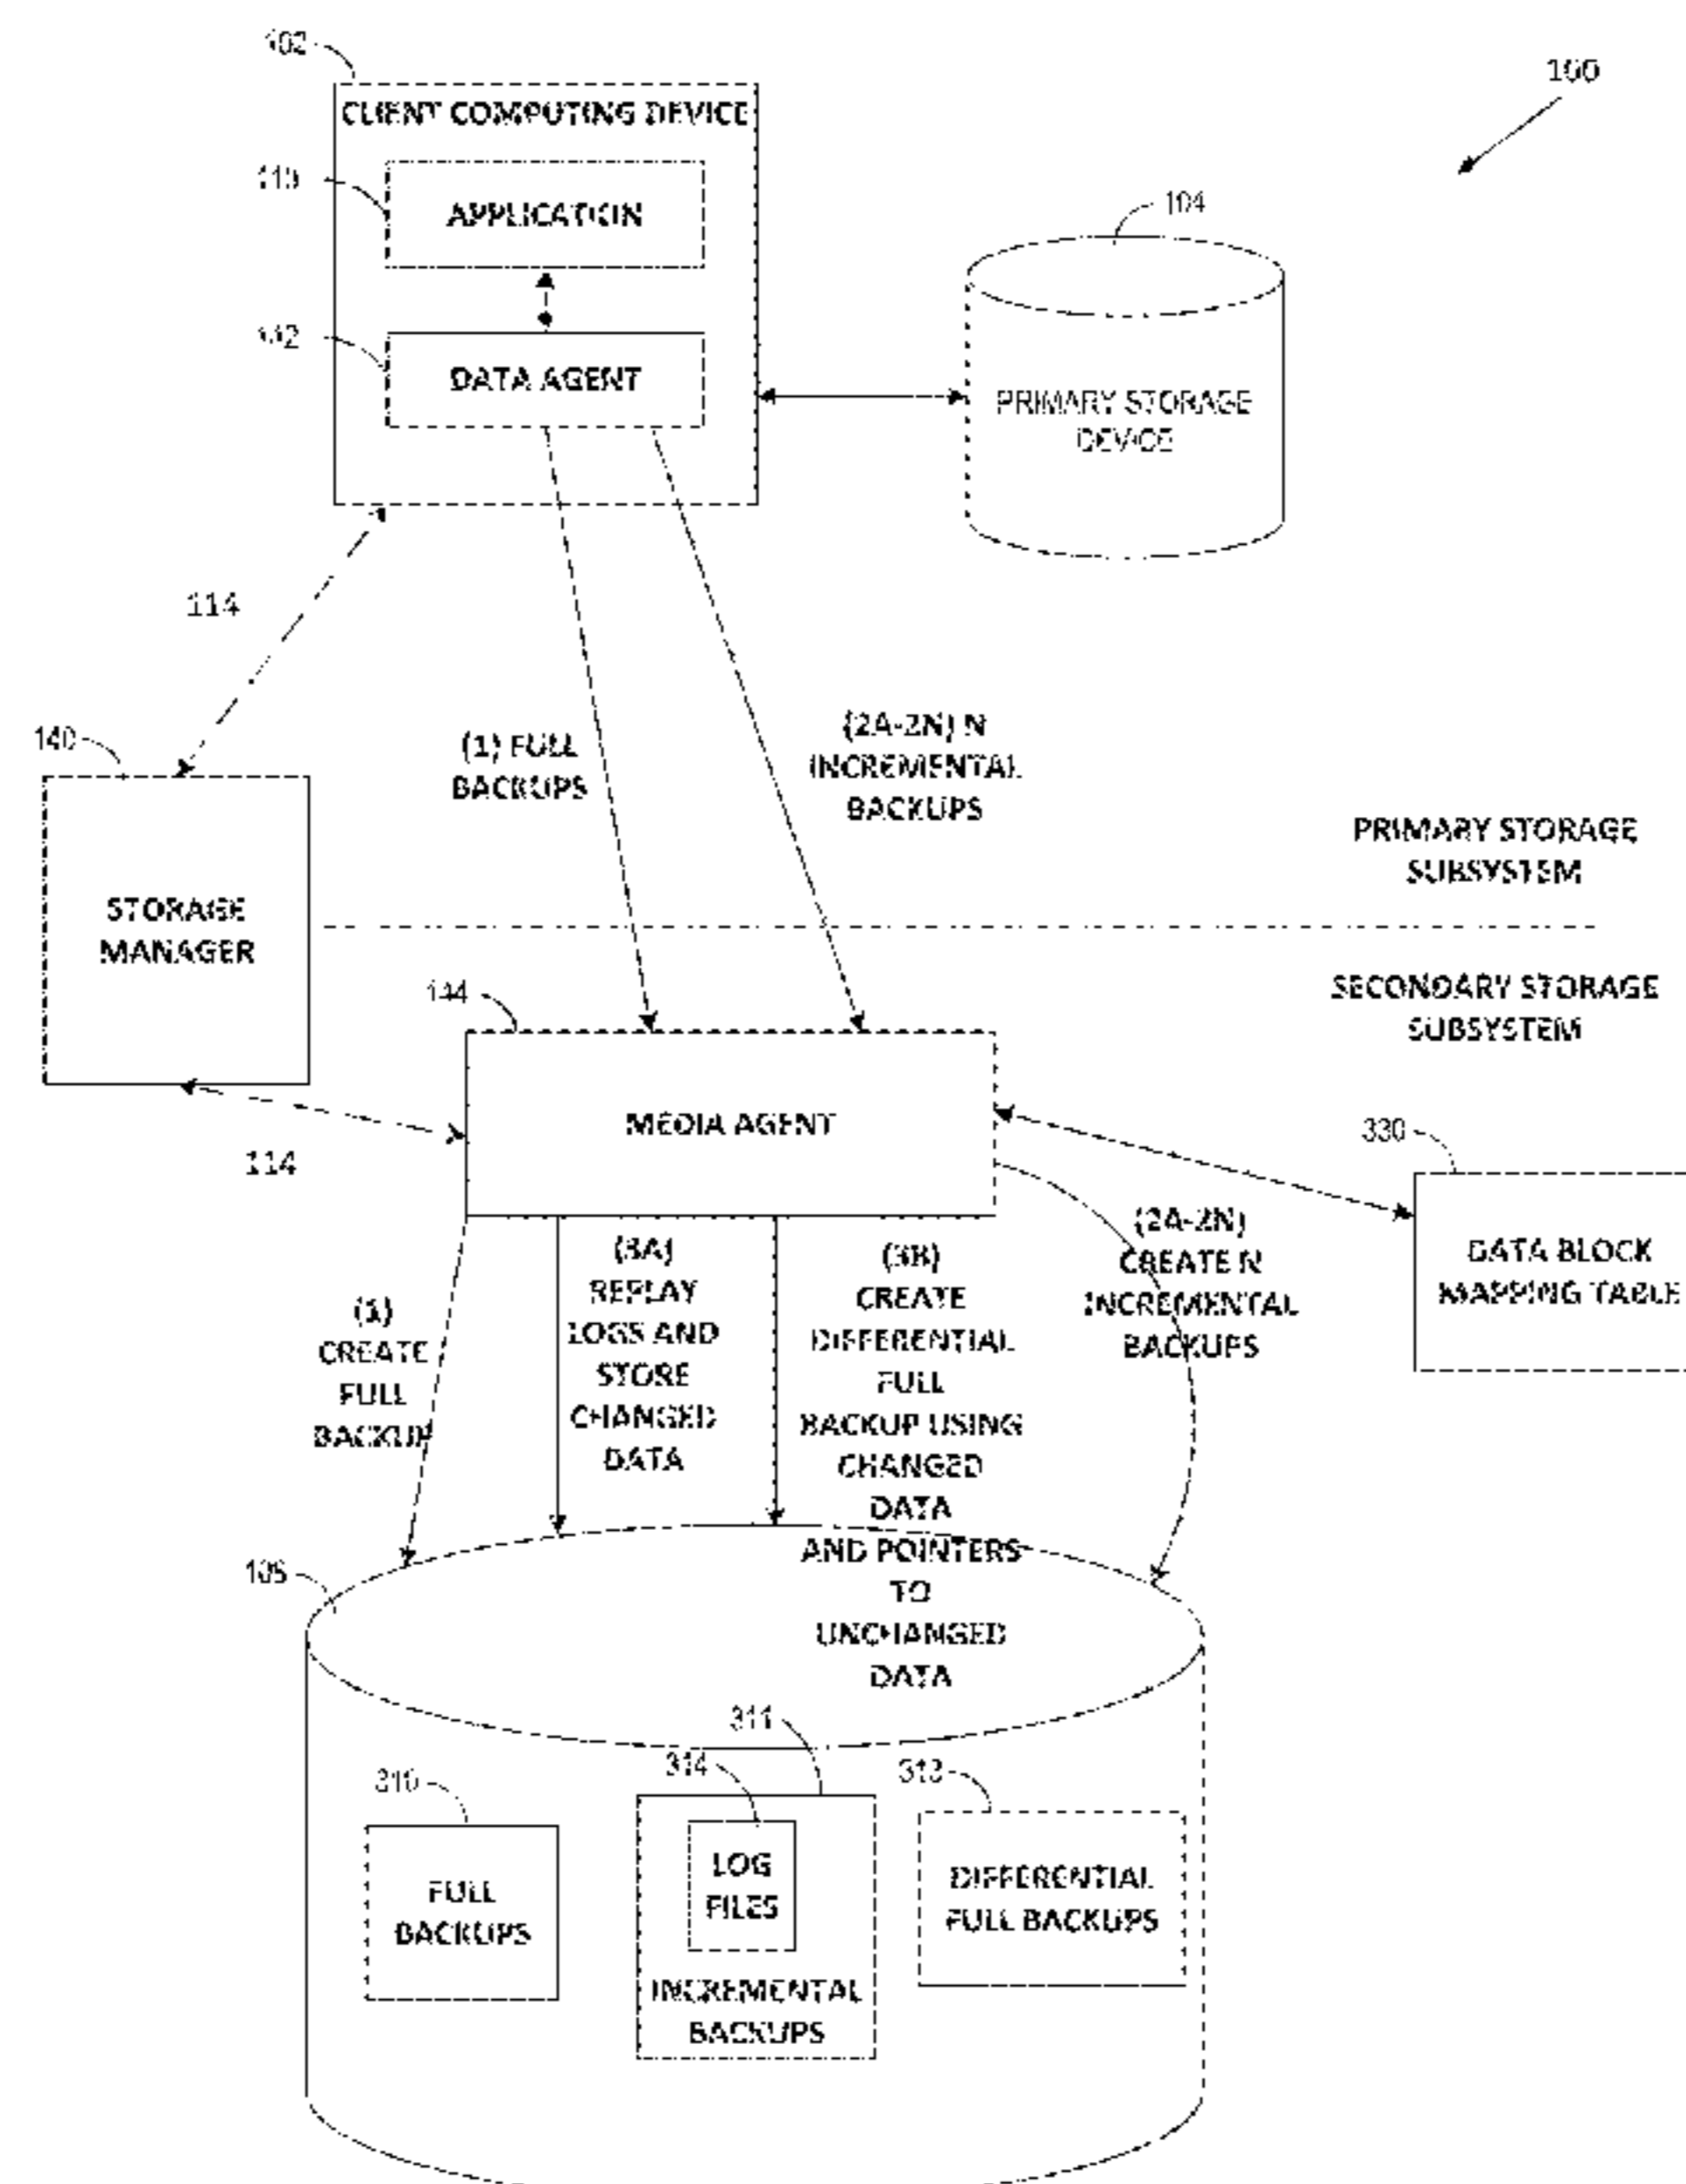 102
CLIENT COMPUTING DEVICE
100
110
APPLICATION
104
142
DATA AGENT
PRIMARY STORAGE
DEVICE
114
140
(1) FULL
BACKUPS
(2A-2N) N
INCREMENTAL
BACKUPS
PRIMARY STORAGE
SUBSYSTEM
STORAGE
MANAGER
SECONDARY STORAGE
SUBSYSTEM
144
MEDIA AGENT
114
330
DATA BLOCK
MAPPING TABLE
(1)
CREATE
FULL
BACKUP
(3A)
REPLAY
LOGS AND
STORE
CHANGED
DATA
(3B)
CREATE
DIFFERENTIAL
FULL
BACKUP USING
CHANGED
DATA
AND POINTERS
TO
UNCHANGED
DATA
(2A-2N)
CREATE N
INCREMENTAL
BACKUPS
108
310
FULL
BACKUPS
311
314
LOG
FILES
INCREMENTAL
BACKUPS
313
DIFFERENTIAL
FULL BACKUPS